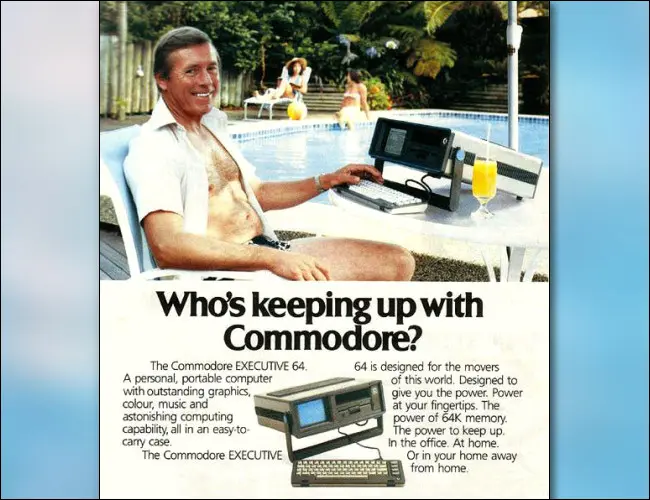 Who's keeping up with
Commodore?
The Commodore EXECUTIVE 64.
A personal, portable computer
with outstanding graphics,
colour, music and
astonishing computing
capability, all in an easy-to-
carry case.
The Commodore EXECUTIVE
64 is designed for the movers
of this world. Designed to
give you the power. Power
at your fingertips. The
power of 64K memory.
The power to keep up.
In the office. At home.
Or in your home away
from home.